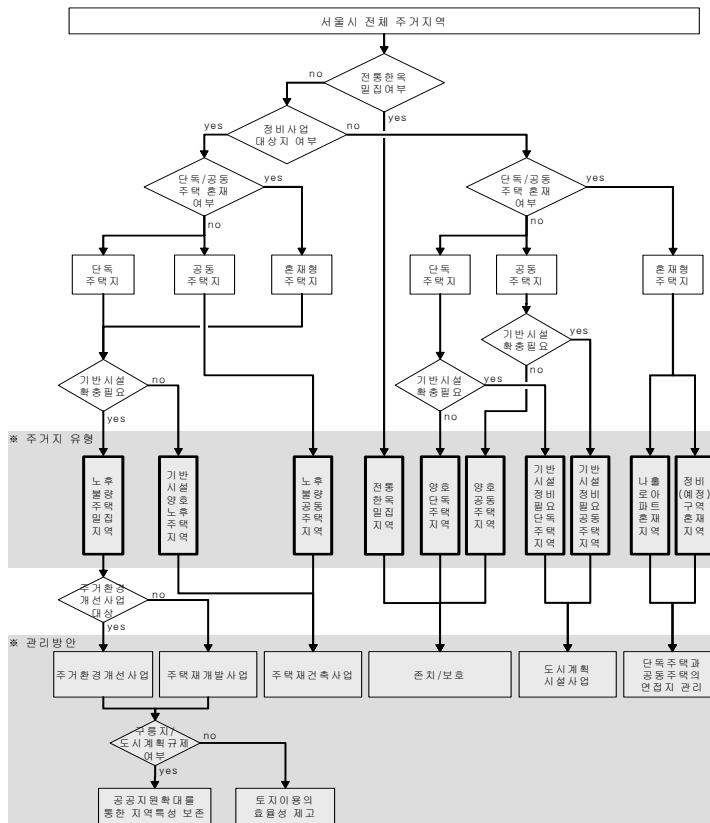 서울시 전체 주거지역
no
전통한옥
밀집여부
yes
yes
정비사업
대상지 여부
no
단독/공동
주택 혼재
여부
yes
no
단독/공동
주택 혼재
여부
yes
no
단독
주택지
공동
주택지
혼재형
주택지
단독
주택지
공동
주택지
혼재형
주택지
기반시설
확충필요
yes
no
기반시설
확충필요
no
yes
기반시설
확충필요
yes
no
※ 주거지 유형
노후
불량
주택
밀집
지역
기반
시설
양호
노후
주택
지역
노후
불량
공동
주택
지역
전통
한옥
밀집
지역
양호
단독
주택
지역
양호
공동
주택
지역
기반
시설
정비
필요
단독
주택
지역
기반
시설
정비
필요
공동
주택
지역
나홀
로아
파트
혼재
지역
정비
(예정)
구역
혼재
지역
주거환경
개선사업
대상
no
yes
※ 관리방안
주거환경개선사업
주택재개발사업
주택재건축사업
존치/보호
도시계획
시설사업
단독주택과
공동주택의
연접지 관리
구릉지/
도시계획규제
여부
no
yes
공공지원확대를
통한 지역특성 보존
토지이용의
효율성 제고